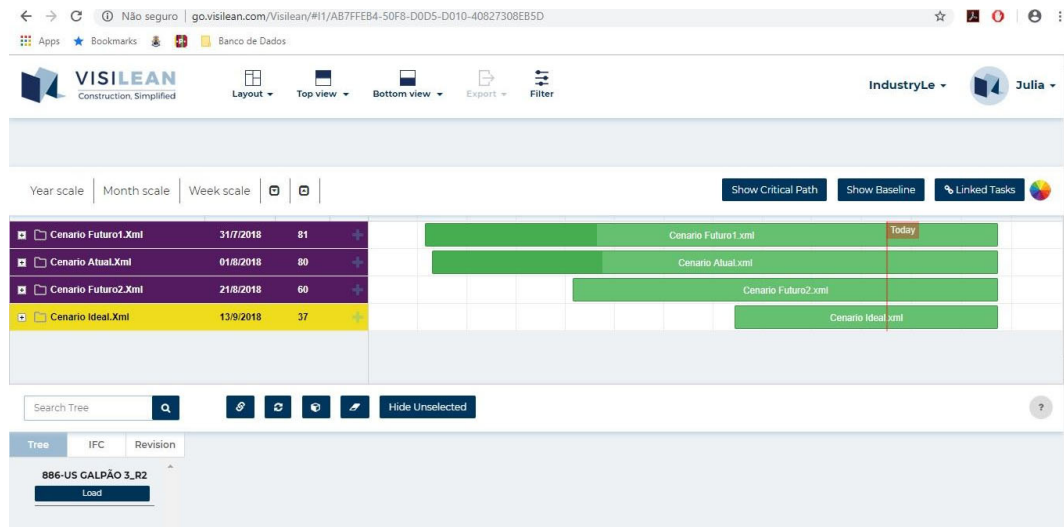 Não seguro | go.visilean.com/Visilean/#!1/AB7FFEB4-50F8-D0D5-D010-40827308EB5D
Apps Bookmarks Banco de Dados
VISILEAN
Construction, Simplified
Layout Top view Bottom view Export Filter
IndustryLe Julia
Year scale Month scale Week scale
Show Critical Path Show Baseline Linked Tasks
Cenario Futuro1.Xml 31/7/2018 81 Cenario Futuro1.xml Today
Cenario Atual.Xml 01/8/2018 80 Cenario Atual.xml
Cenario Futuro2.Xml 21/8/2018 60 Cenario Futuro2.xml
Cenario Ideal.Xml 13/9/2018 37 Cenario Ideal.xml
Search Tree Hide Unselected ?
Tree IFC Revision
886-US GALPÃO 3_R2
Load